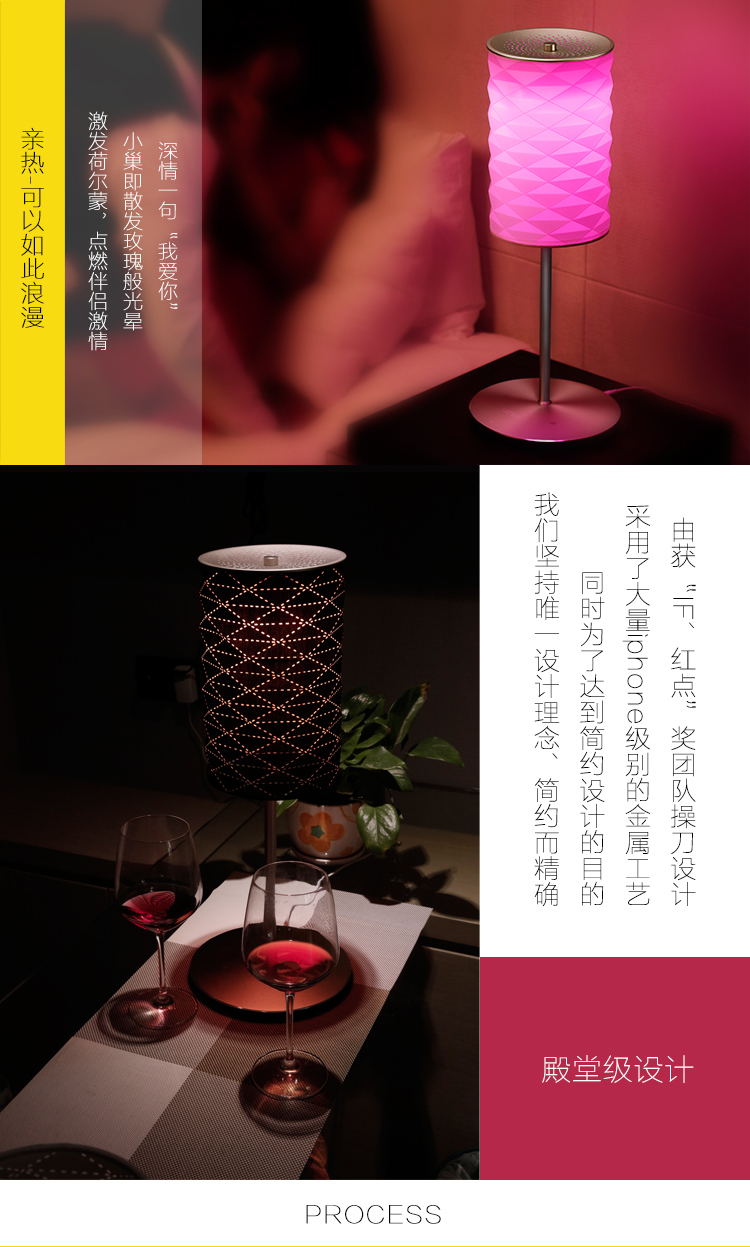 亲热-可以如此浪漫
深情一句“我爱你”
小巢即散发玫瑰般光晕
激发荷尔蒙，点燃伴侣激情
由获“IF、红点”奖团队操刀设计
采用了大量iphone级别的金属工艺
同时为了达到简约设计的目的
我们坚持唯一设计理念、简约而精确
殿堂级设计
PROCESS